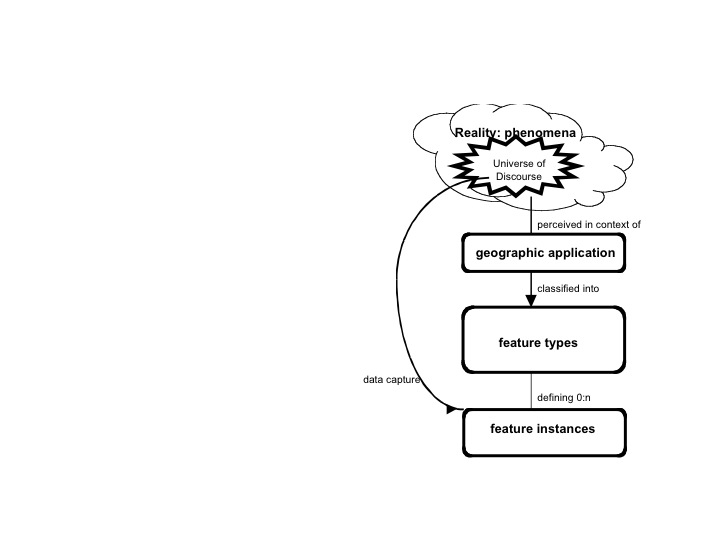 Reality: phenomena
Universe of
Discourse
perceived in context of
geographic application
classified into
feature types
data capture
defining 0:n
feature instances